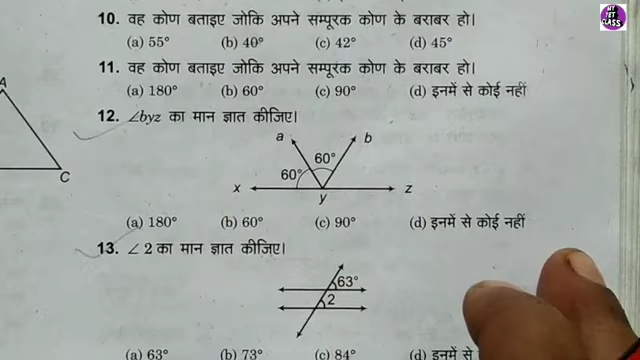 MY
PET
CLASS
10. वह कोण बताइए जोकि अपने सम्पूरक कोण के बराबर हो।
(a) 55° (b) 40° (c) 42° (d) 45°
11. वह कोण बताइए जोकि अपने सम्पूरक कोण के बराबर हो।
(a) 180° (b) 60° (c) 90° (d) इनमें से कोई नहीं
A
12. ∠byz का मान ज्ञात कीजिए।
a b
60°
60°
C
x y z
(a) 180° (b) 60° (c) 90° (d) इनमें से कोई नहीं
13. ∠2 का मान ज्ञात कीजिए।
63°
2
(a) 63° (b) 73° (c) 84° (d) इनमें से